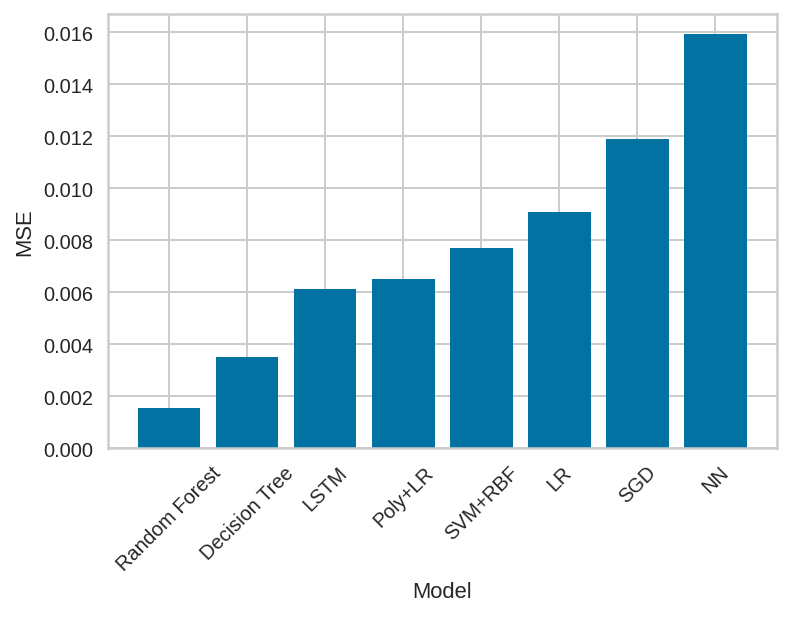 0.016
0.014
0.012
0.010
0.008
0.006
0.004
0.002
0.000
MSE
Random Forest
Decision Tree
LSTM
Poly+LR
SVM+RBF
LR
SGD
NN
Model